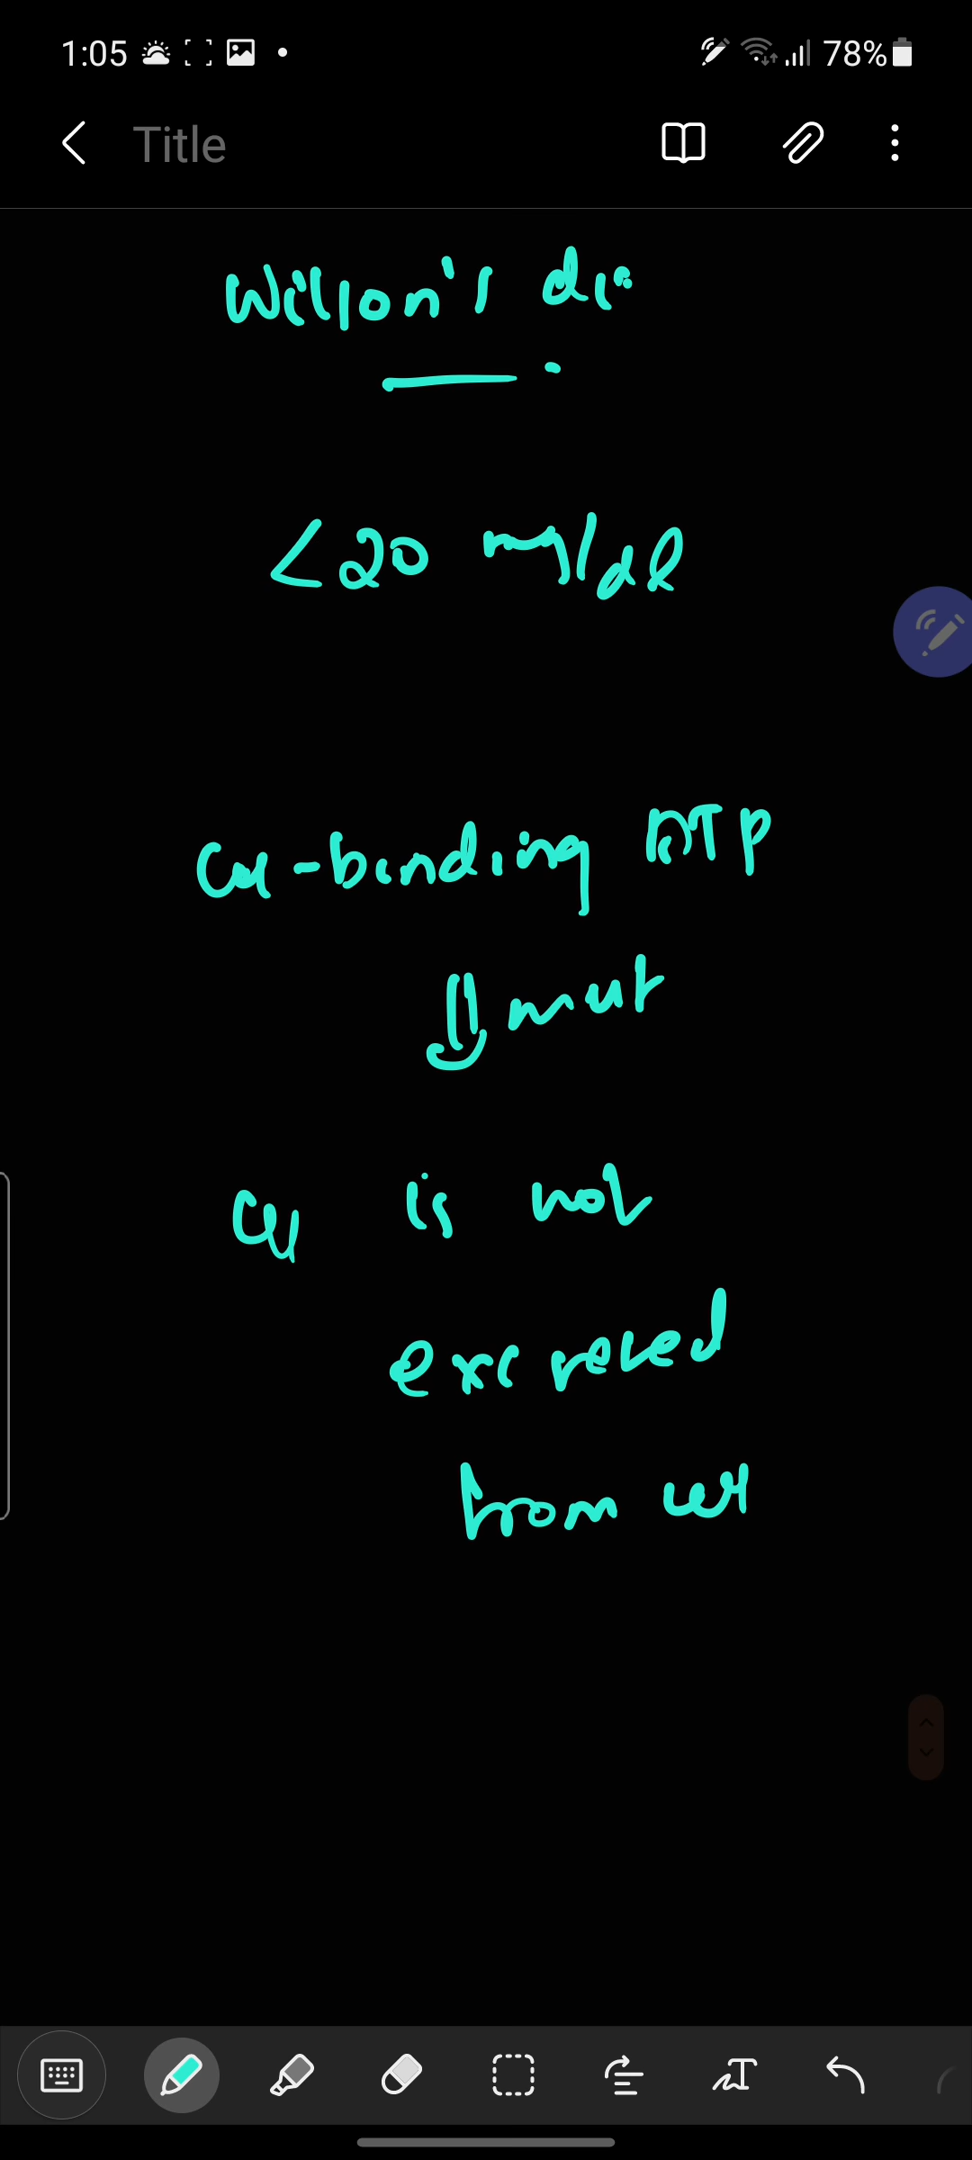 1:05 78%
Title
Wilson's dis
<20 mg/dl
Cu-binding ATP
mut
Cu is not
excreted
from